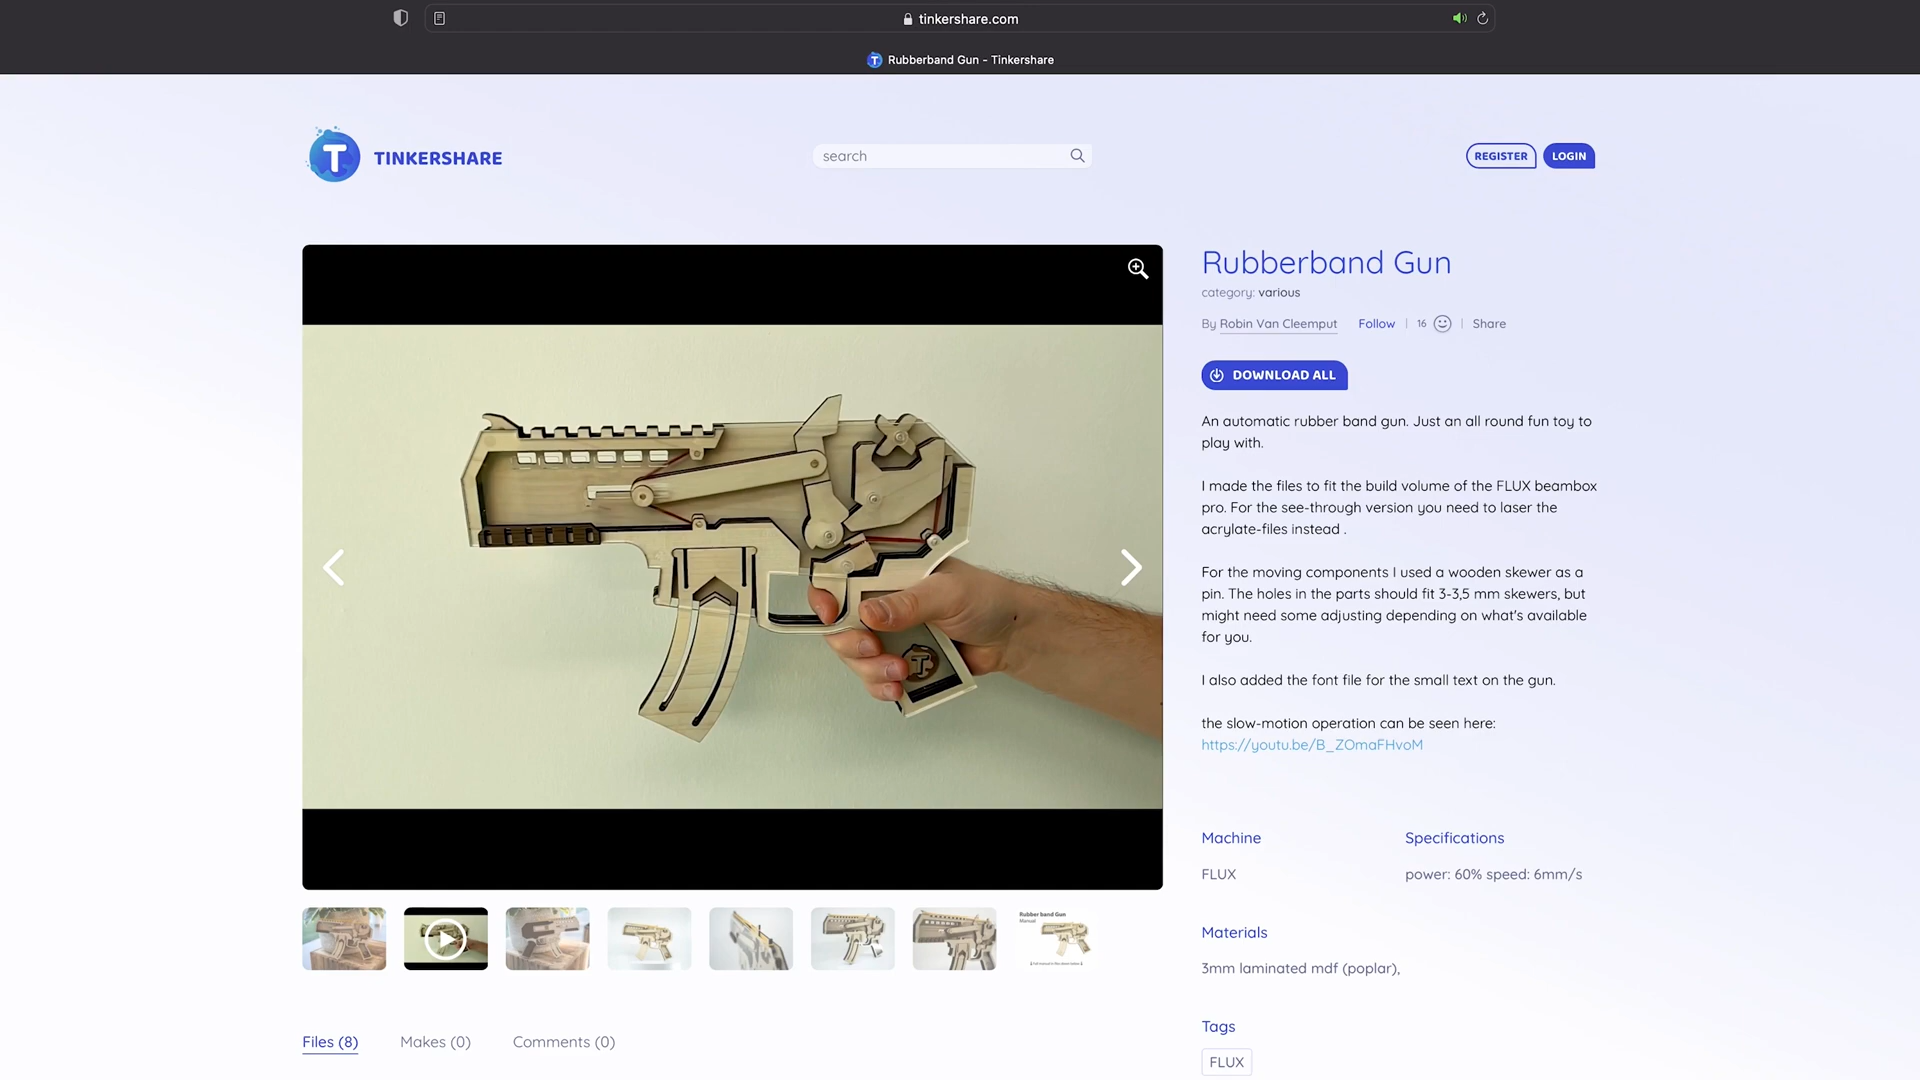 tinkershare.com
Rubberband Gun - Tinkershare
TINKERSHARE
search
REGISTER
LOGIN
Rubberband Gun
category: various
By Robin Van Cleemput Follow | 16 | Share
DOWNLOAD ALL
An automatic rubber band gun. Just an all round fun toy to
play with.
I made the files to fit the build volume of the FLUX beambox
pro. For the see-through version you need to laser the
acrylate-files instead .
For the moving components I used a wooden skewer as a
pin. The holes in the parts should fit 3-3,5 mm skewers, but
might need some adjusting depending on what's available
for you.
I also added the font file for the small text on the gun.
the slow-motion operation can be seen here:
https://youtu.be/B_ZOmaFHvoM
Machine
FLUX
Specifications
power: 60% speed: 6mm/s
Materials
3mm laminated mdf (poplar),
Tags
FLUX
Rubber band Gun
Manual
Files (8)
Makes (0)
Comments (0)